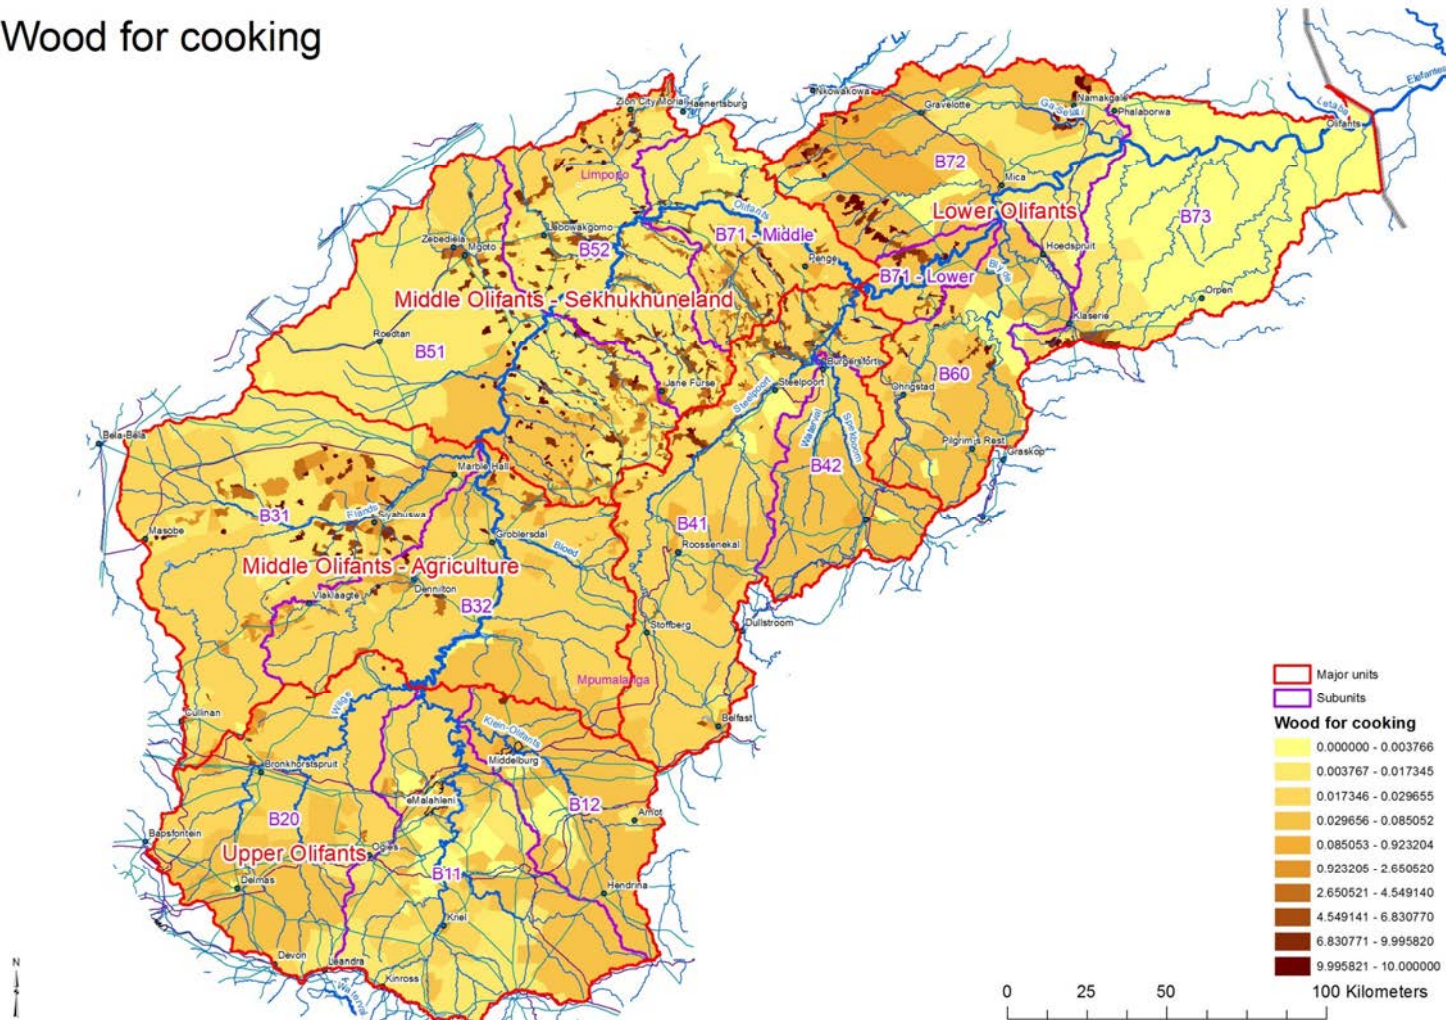 Wood for cooking
Elefantes
Letaba
Olifants
Nkowakowa
Zion City Moria
Haenertsburg
Gravelotte
Namakgale
Ga-Selati
Phalaborwa
B72
Limpopo
Mica
Lower Olifants
B73
Olifants
B71 - Middle
Lebowakgomo
Zebediela
Mgoto
B52
Hoedspruit
Penge
B71 - Lower
Blyde
Orpen
Middle Olifants - Sekhukhuneland
Klaserie
Roedtan
B51
Burgersfort
B60
Steelpoort
Steelpoort
Jane Furse
Ohrigstad
Waterval
Spekboom
Bela-Bela
Pilgrim's Rest
Graskop
Marble Hall
B42
B31
Elands
Siyabuswa
B41
Masobe
Groblersdal
Bloed
Roossenekal
Middle Olifants - Agriculture
Dennilton
Vlaklaagte
B32
Stoffberg
Dullstroom
Mpumalanga
Major units
Wilge
Subunits
Cullinan
Belfast
Wood for cooking
Klein-Olifants
0.000000 - 0.003766
Middelburg
Bronkhorstspruit
0.003767 - 0.017345
eMalahleni
0.017346 - 0.029655
B12
B20
Arnot
0.029656 - 0.085052
Bapsfontein
0.085053 - 0.923204
Upper Olifants
Ogies
0.923205 - 2.650520
B11
Delmas
Hendrina
2.650521 - 4.549140
Kriel
4.549141 - 6.830770
6.830771 - 9.995820
Devon
Leandra
9.995821 - 10.000000
N
Kinross
Waterval
0 25 50 100 Kilometers